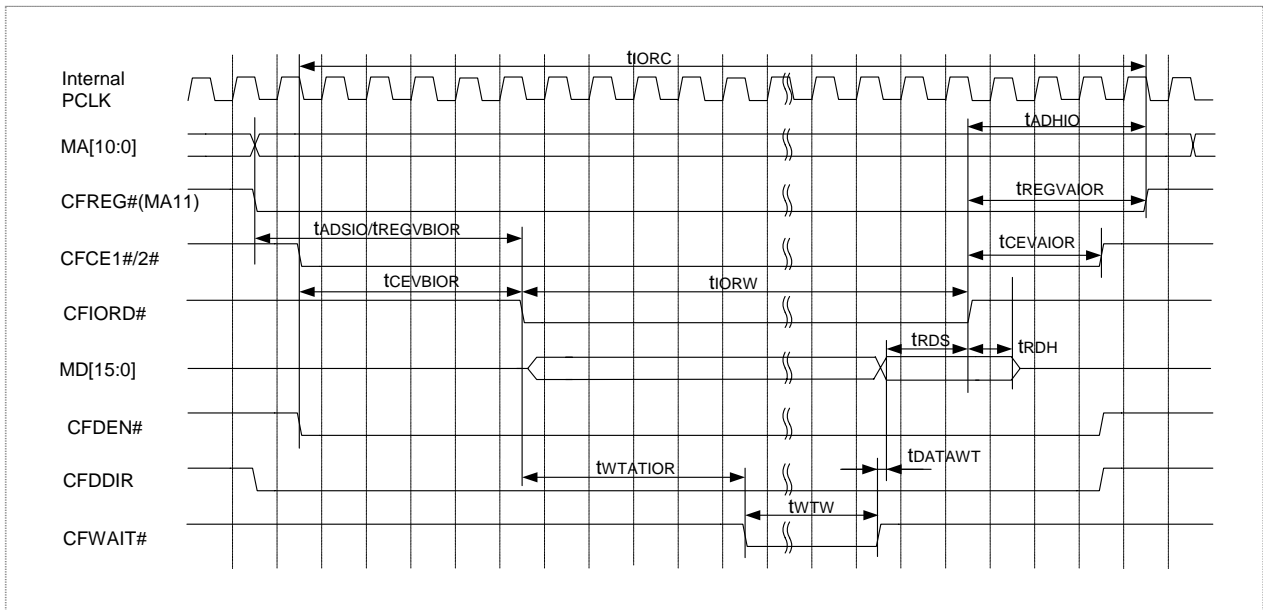 tIORC
Internal
PCLK
tADHIO
MA[10:0]
tREGVAIOR
CFREG#(MA11)
tADSIO/tREGVBIOR
tCEVAIOR
CFCE1#/2#
tCEVBIOR
tIORW
CFIORD#
tRDS
tRDH
MD[15:0]
CFDEN#
tDATAWT
tWTATIOR
CFDDIR
tWTW
CFWAIT#